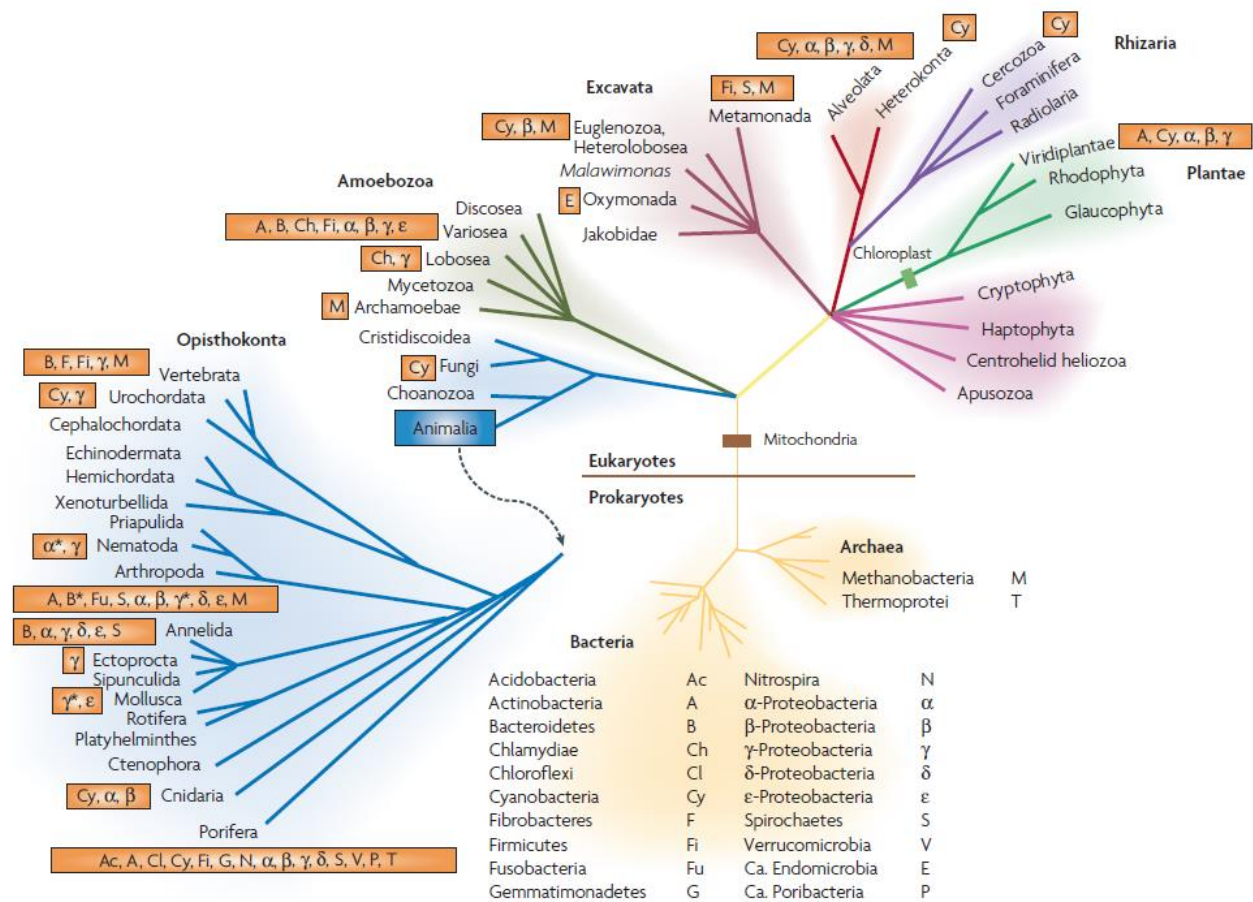 Cy, α, β, γ, δ, M
Cy
Cy
Rhizaria
Excavata
Fi, S, M
Metamonada
Alveolata
Heterokonta
Cercozoa
Foraminifera
Radiolaria
Cy, β, M
Euglenozoa,
Heterolobosea
Malawimonas
E
Oxymonada
Jakobidae
Viridiplantae
A, Cy, α, β, γ
Rhodophyta
Plantae
Glaucophyta
Chloroplast
Amoebozoa
Discosea
A, B, Ch, Fi, α, β, γ, ε
Variosea
Ch, γ
Lobosea
Mycetozoa
M
Archamoebae
Cryptophyta
Haptophyta
Centrohelid heliozoa
Apusozoa
Cristidiscoidea
Cy
Fungi
Choanozoa
Animalia
Opisthokonta
B, F, Fi, γ, M
Vertebrata
Cy, γ
Urochordata
Cephalochordata
Echinodermata
Hemichordata
Xenoturbellida
Priapulida
α*, γ
Nematoda
Arthropoda
A, B*, Fu, S, α, β, γ*, δ, ε, M
B, α, γ, δ, ε, S
Annelida
γ
Ectoprocta
Sipunculida
γ*, ε
Mollusca
Rotifera
Platyhelminthes
Ctenophora
Cy, α, β
Cnidaria
Porifera
Ac, A, Cl, Cy, Fi, G, N, α, β, γ, δ, S, V, P, T
Mitochondria
Eukaryotes
Prokaryotes
Archaea
Methanobacteria M
Thermoprotei T
Bacteria
Acidobacteria Ac Nitrospira N
Actinobacteria A α-Proteobacteria α
Bacteroidetes B β-Proteobacteria β
Chlamydiae Ch γ-Proteobacteria γ
Chloroflexi Cl δ-Proteobacteria δ
Cyanobacteria Cy ε-Proteobacteria ε
Fibrobacteres F Spirochaetes S
Firmicutes Fi Verrucomicrobia V
Fusobacteria Fu Ca. Endomicrobia E
Gemmatimonadetes G Ca. Poribacteria P